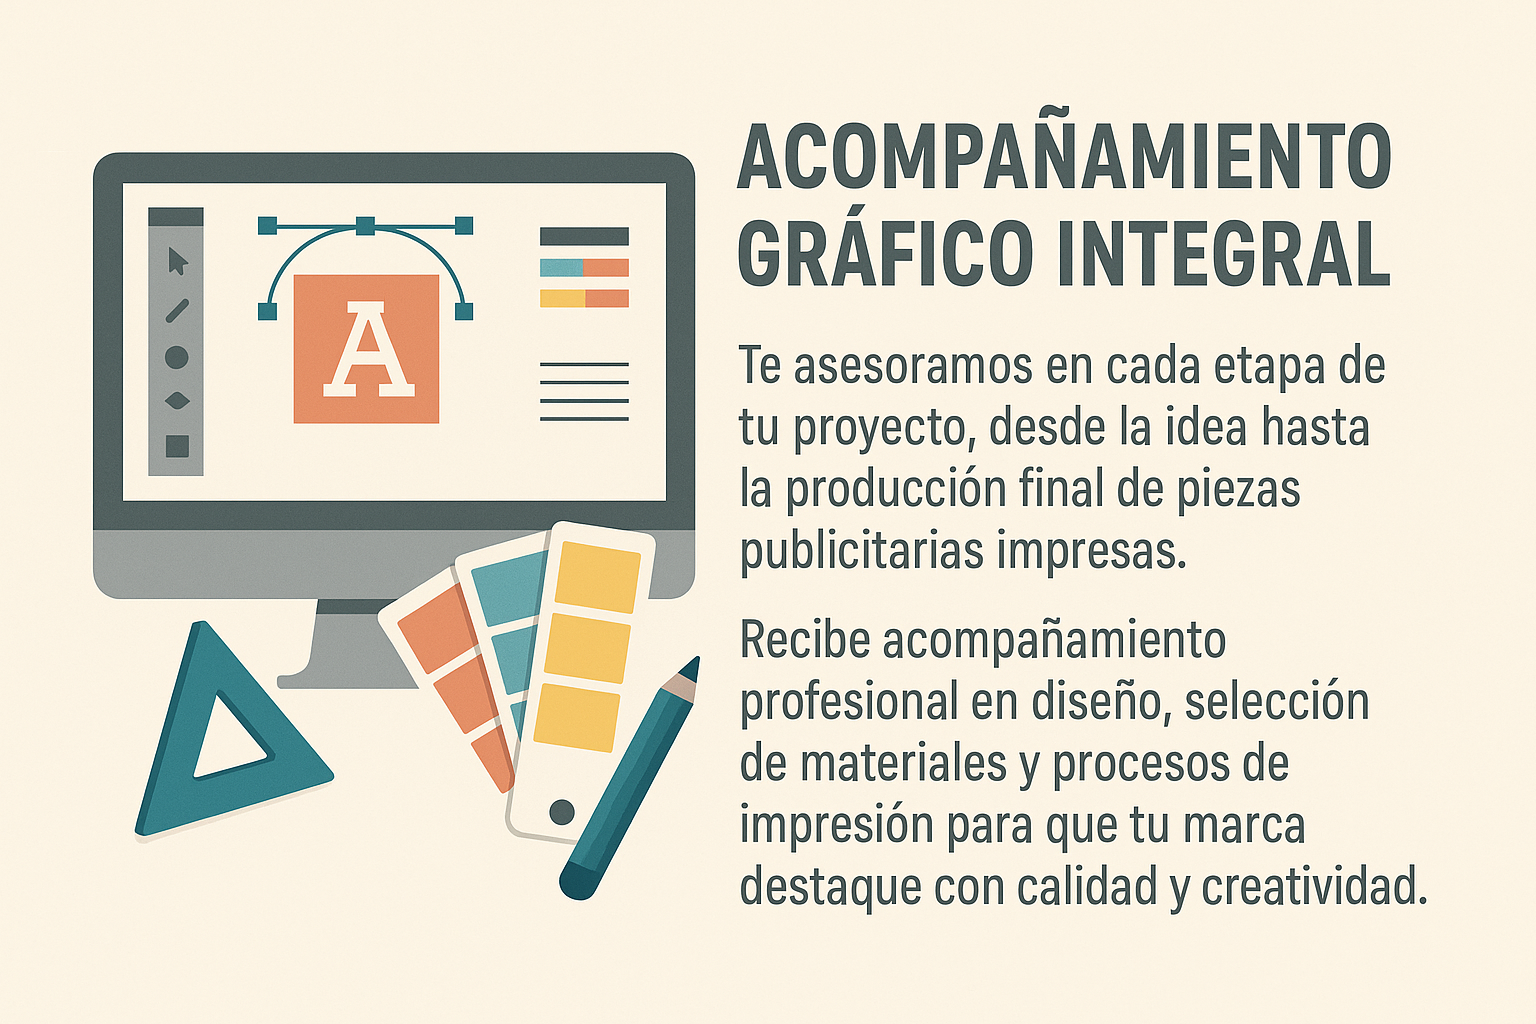 A
ACOMPAÑAMIENTO
GRÁFICO INTEGRAL
Te asesoramos en cada etapa de
tu proyecto, desde la idea hasta
la producción final de piezas
publicitarias impresas.
Recibe acompañamiento
profesional en diseño, selección
de materiales y procesos de
impresión para que tu marca
destaque con calidad y creatividad.